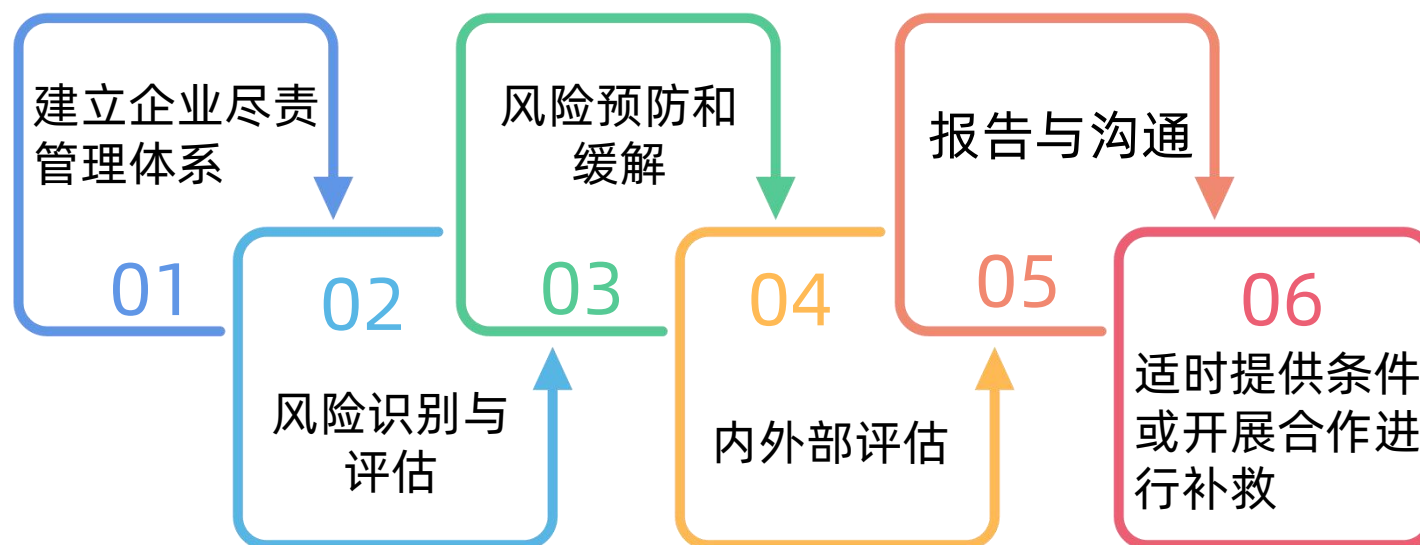 建立企业尽责
管理体系
01
02
风险识别与
评估
风险预防和
缓解
03
04
内外部评估
报告与沟通
05
06
适时提供条件
或开展合作进
行补救